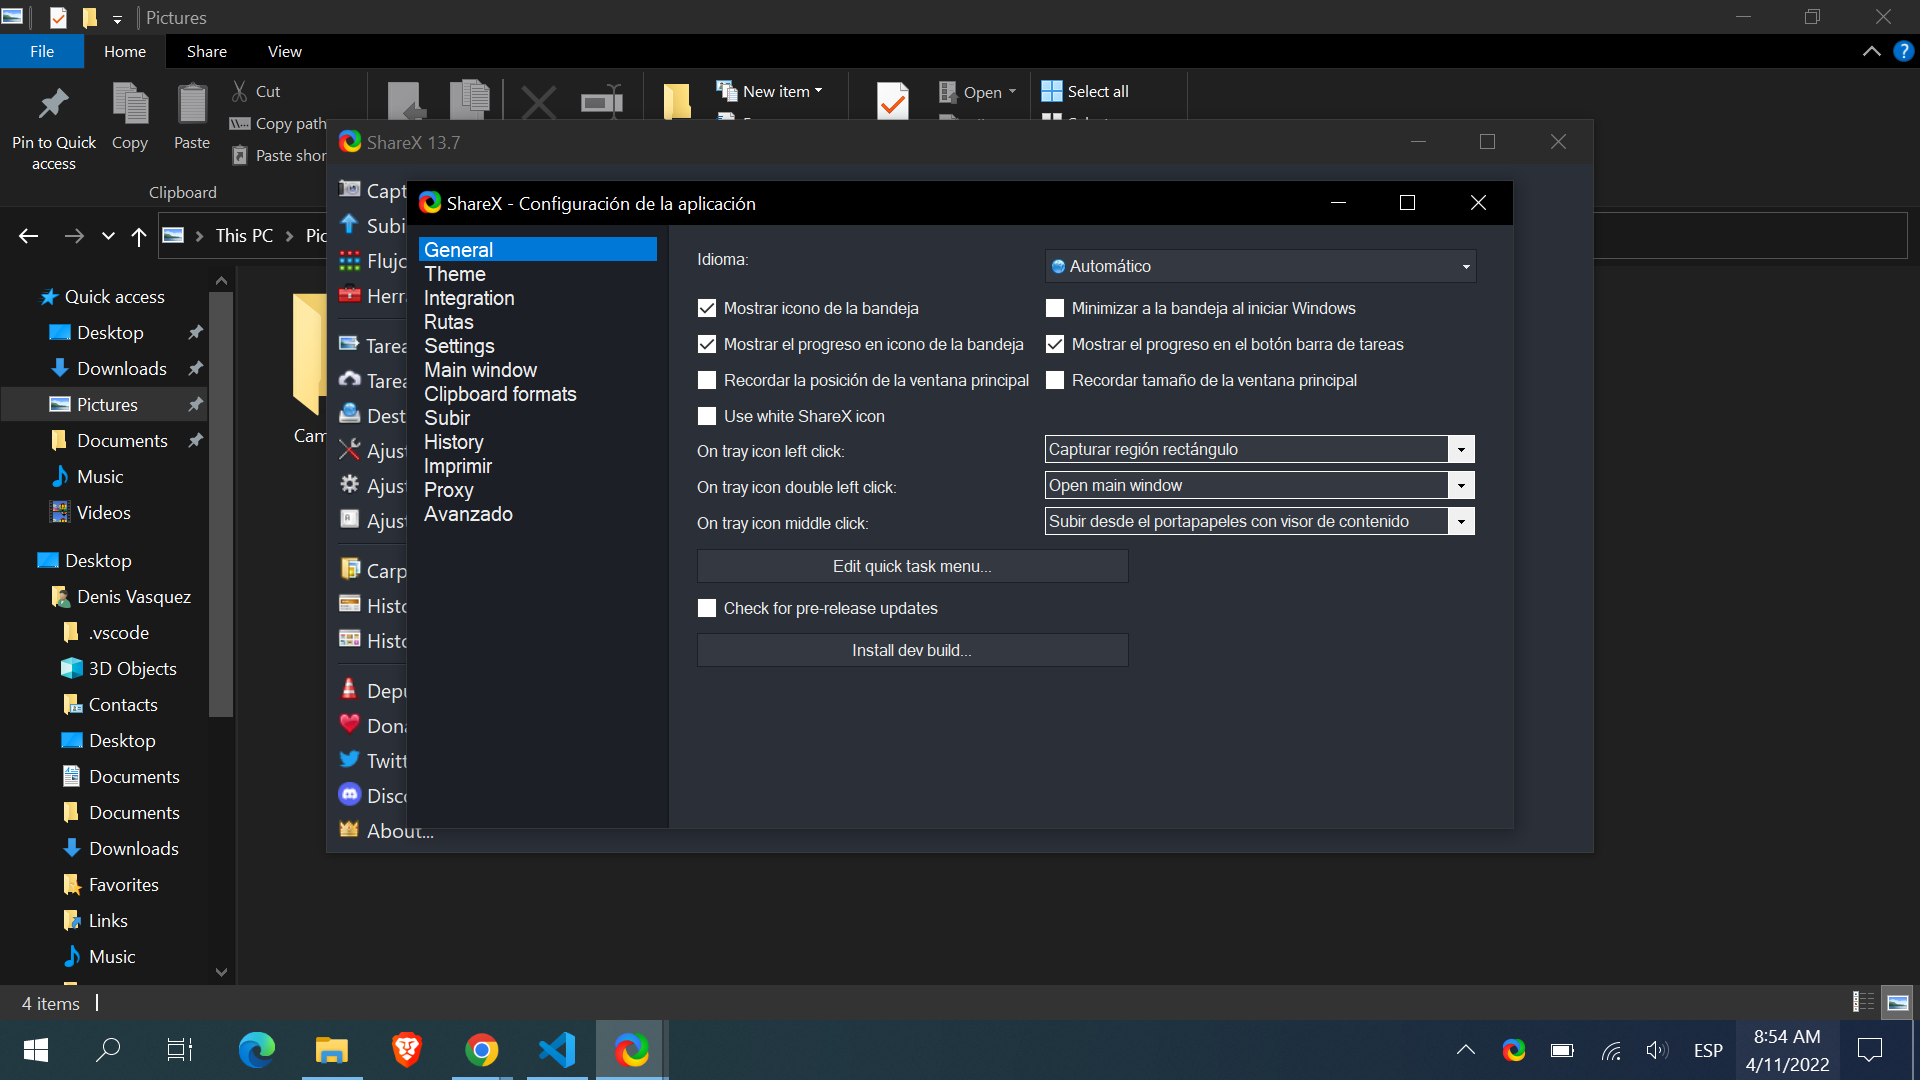 Pictures
File
Home
Share
View
Pin to Quick
access
Copy
Paste
Cut
Copy path
Paste shor
Clipboard
New item
Open
Select all
This PC
Pic
Quick access
Desktop
Downloads
Pictures
Documents
Music
Videos
Desktop
Denis Vasquez
.vscode
3D Objects
Contacts
Desktop
Documents
Documents
Downloads
Favorites
Links
Music
Cam
ShareX 13.7
Capt
Subi
Flujo
Herra
Tarea
Tarea
Dest
Ajust
Ajust
Ajust
Carp
Histo
Histo
Depu
Dona
Twitt
Disco
About...
ShareX - Configuración de la aplicación
General
Theme
Integration
Rutas
Settings
Main window
Clipboard formats
Subir
History
Imprimir
Proxy
Avanzado
Idioma:
Automático
Mostrar icono de la bandeja
Minimizar a la bandeja al iniciar Windows
Mostrar el progreso en icono de la bandeja
Mostrar el progreso en el botón barra de tareas
Recordar la posición de la ventana principal
Recordar tamaño de la ventana principal
Use white ShareX icon
On tray icon left click:
Capturar región rectángulo
On tray icon double left click:
Open main window
On tray icon middle click:
Subir desde el portapapeles con visor de contenido
Edit quick task menu...
Check for pre-release updates
Install dev build...
4 items
ESP
8:54 AM
4/11/2022